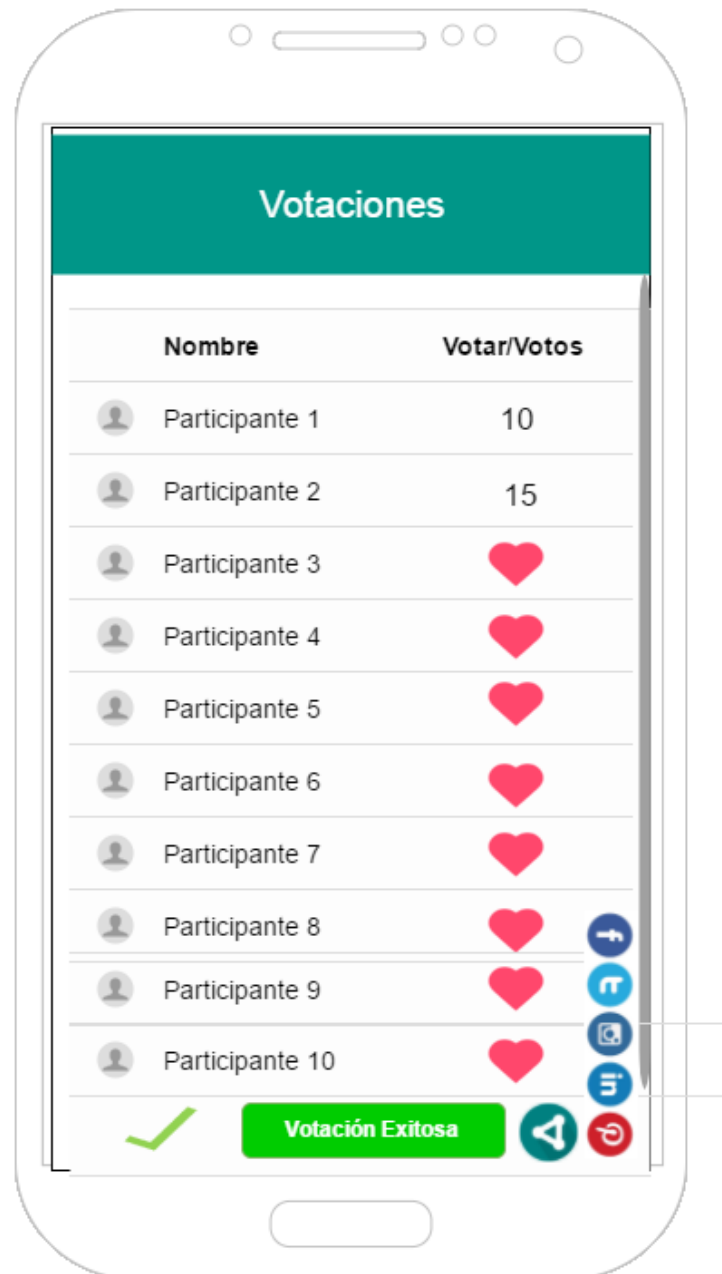 Votaciones
Nombre Votar/Votos
Participante 1 10
Participante 2 15
Participante 3
Participante 4
Participante 5
Participante 6
Participante 7
Participante 8
Participante 9
Participante 10
Votación Exitosa